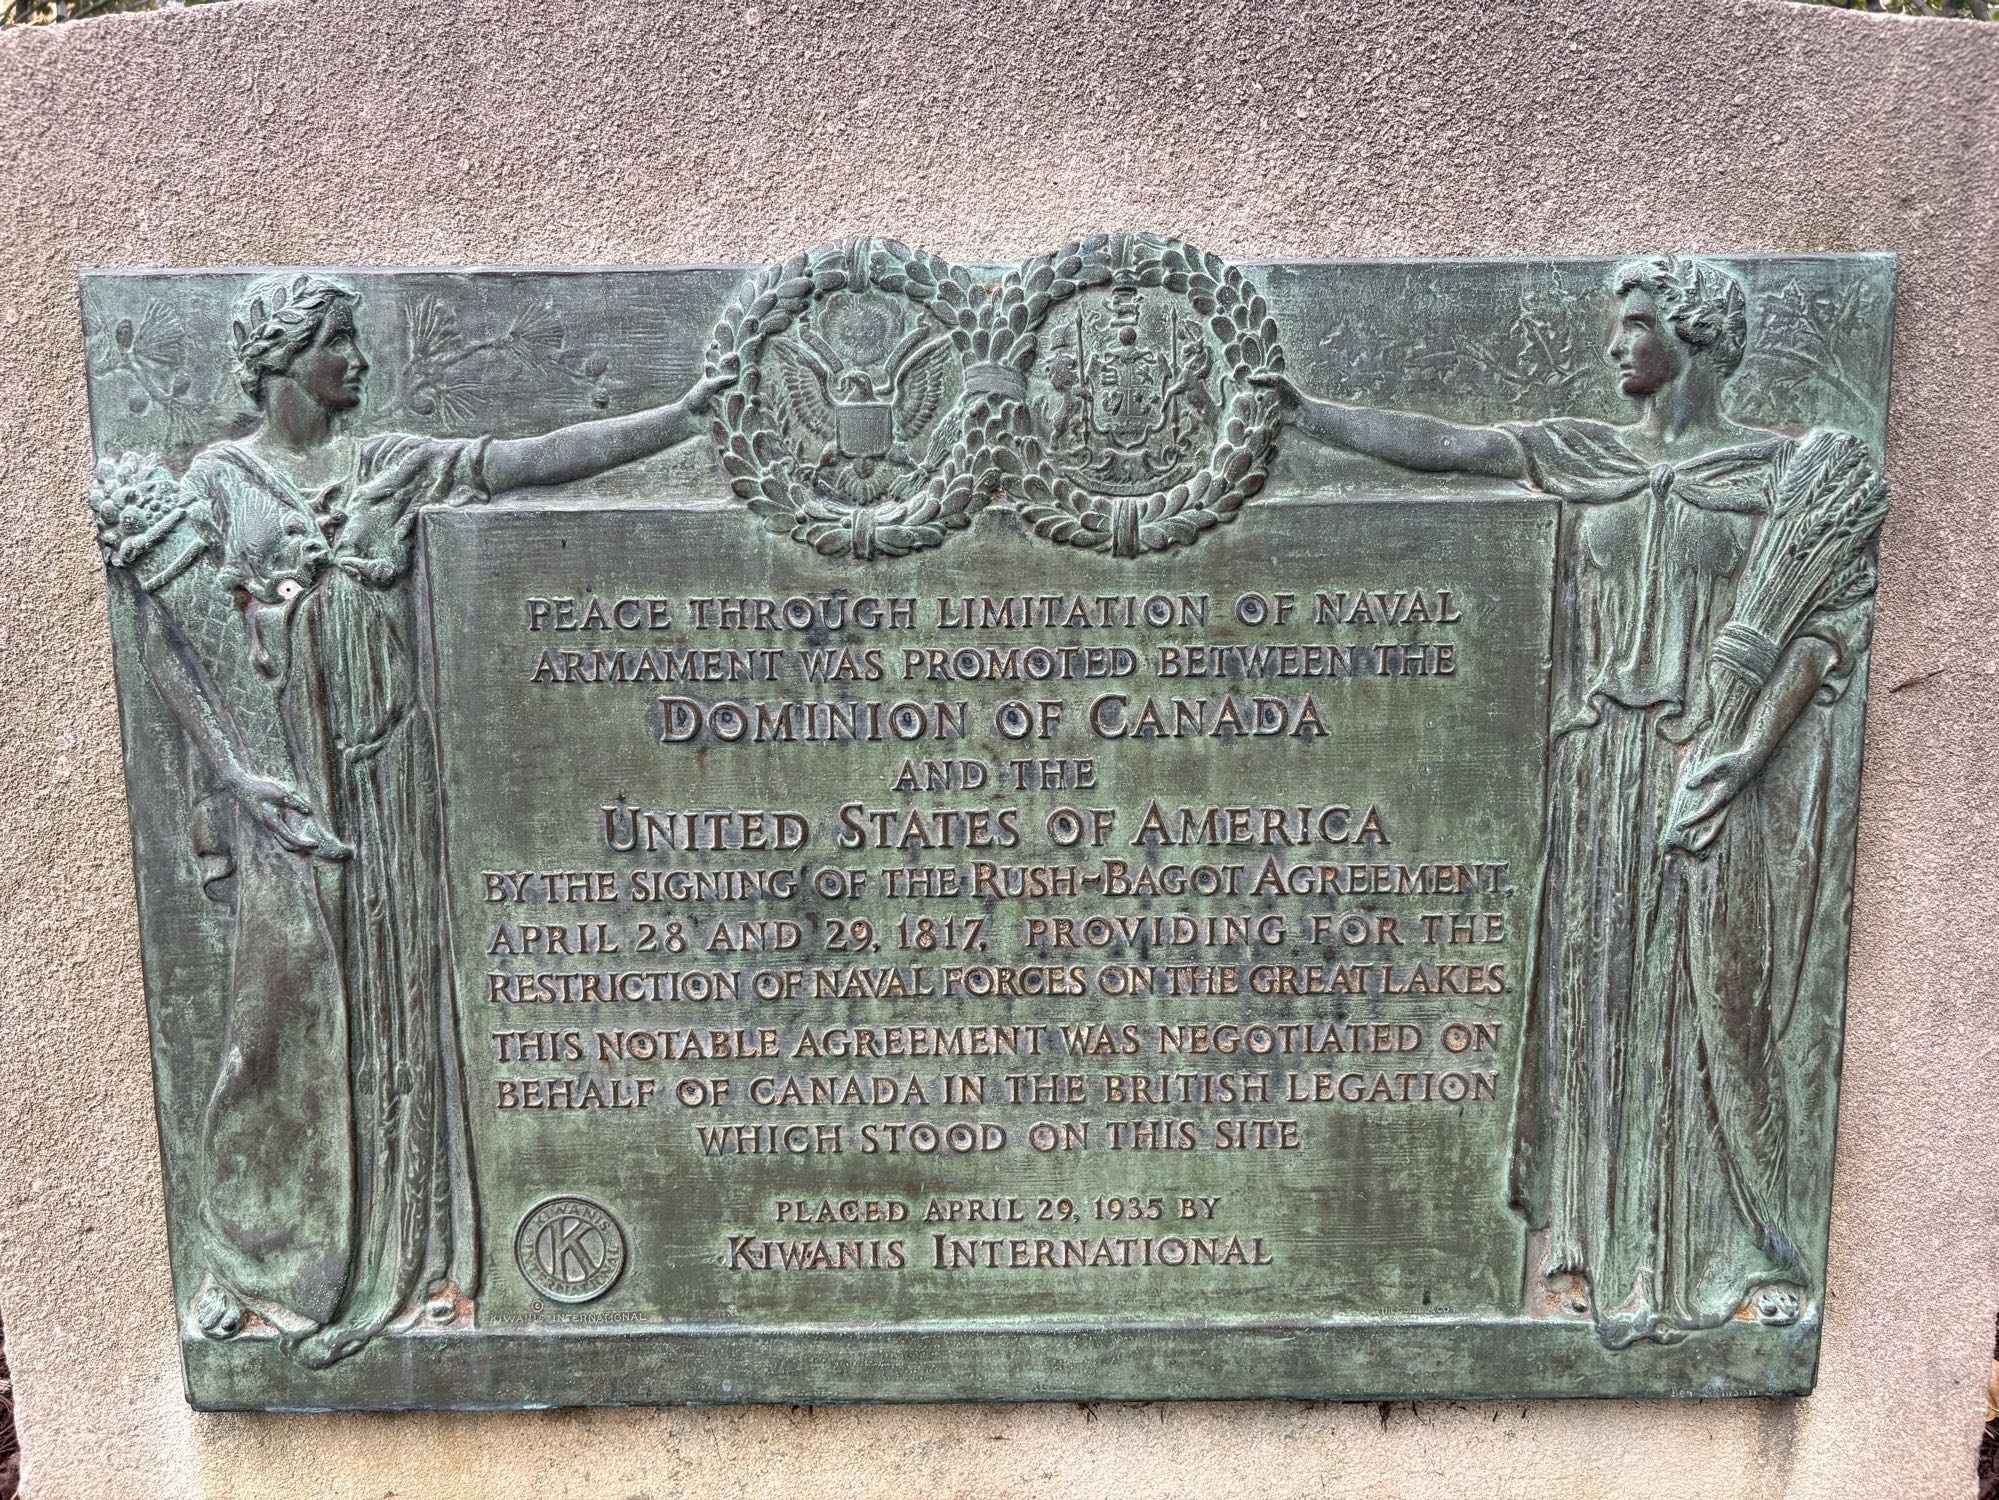 PEACE THROUGH LIMITATION OF NAVAL
ARMAMENT WAS PROMOTED BETWEEN THE
DOMINION OF CANADA
AND THE
UNITED STATES OF AMERICA
BY THE SIGNING OF THE RUSH-BAGOT AGREEMENT,
APRIL 28 AND 29, 1817, PROVIDING FOR THE
RESTRICTION OF NAVAL FORCES ON THE GREAT LAKES.
THIS NOTABLE AGREEMENT WAS NEGOTIATED ON
BEHALF OF CANADA IN THE BRITISH LEGATION
WHICH STOOD ON THIS SITE
PLACED APRIL 29, 1935 BY
KIWANIS INTERNATIONAL
KIWANIS
K
INTERNATIONAL
©
KIWANIS INTERNATIONAL